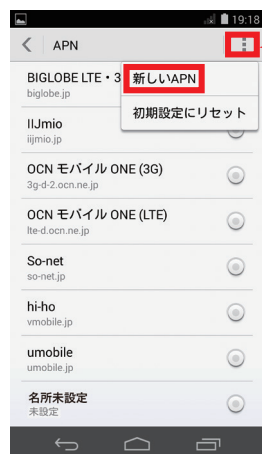 19:18
APN
BIGLOBE LTE・3
biglobe.jp
新しいAPN
初期設定にリセット
IIJmio
iijmio.jp
OCN モバイル ONE (3G)
3g-d-2.ocn.ne.jp
OCN モバイル ONE (LTE)
lte-d.ocn.ne.jp
So-net
so-net.jp
hi-ho
vmobile.jp
umobile
umobile.jp
名所未設定
未設定